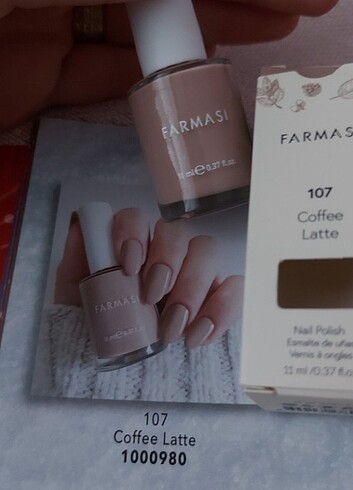 FARMASI
11 ml e 0.37 fl.oz
FARMASI
107
Coffee
Latte
Nail Polish
Esmalte de uñas
Vernis à ongles
11 ml /0.37 fl.
FARMASI
107
Coffee Latte
1000980